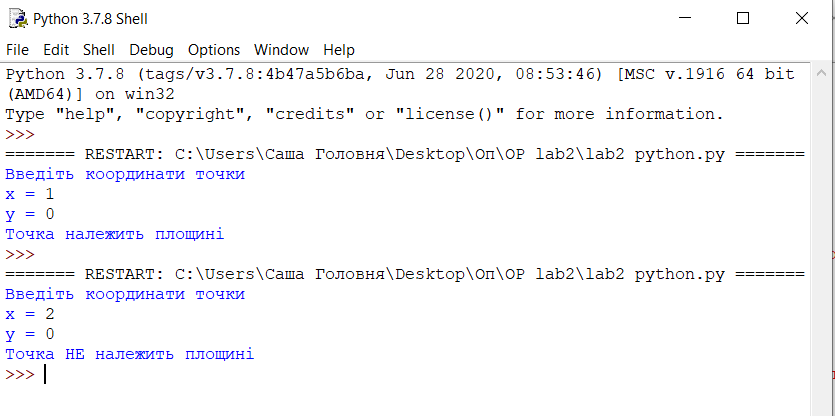 Python 3.7.8 Shell
File Edit Shell Debug Options Window Help
Python 3.7.8 (tags/v3.7.8:4b47a5b6ba, Jun 28 2020, 08:53:46) [MSC v.1916 64 bit
(AMD64)] on win32
Type "help", "copyright", "credits" or "license()" for more information.
>>>
======= RESTART: C:\Users\Саша Головня\Desktop\Оп\OP lab2\lab2 python.py =======
Введіть координати точки
x = 1
y = 0
Точка належить площині
>>>
======= RESTART: C:\Users\Саша Головня\Desktop\Оп\OP lab2\lab2 python.py =======
Введіть координати точки
x = 2
y = 0
Точка НЕ належить площині
>>>